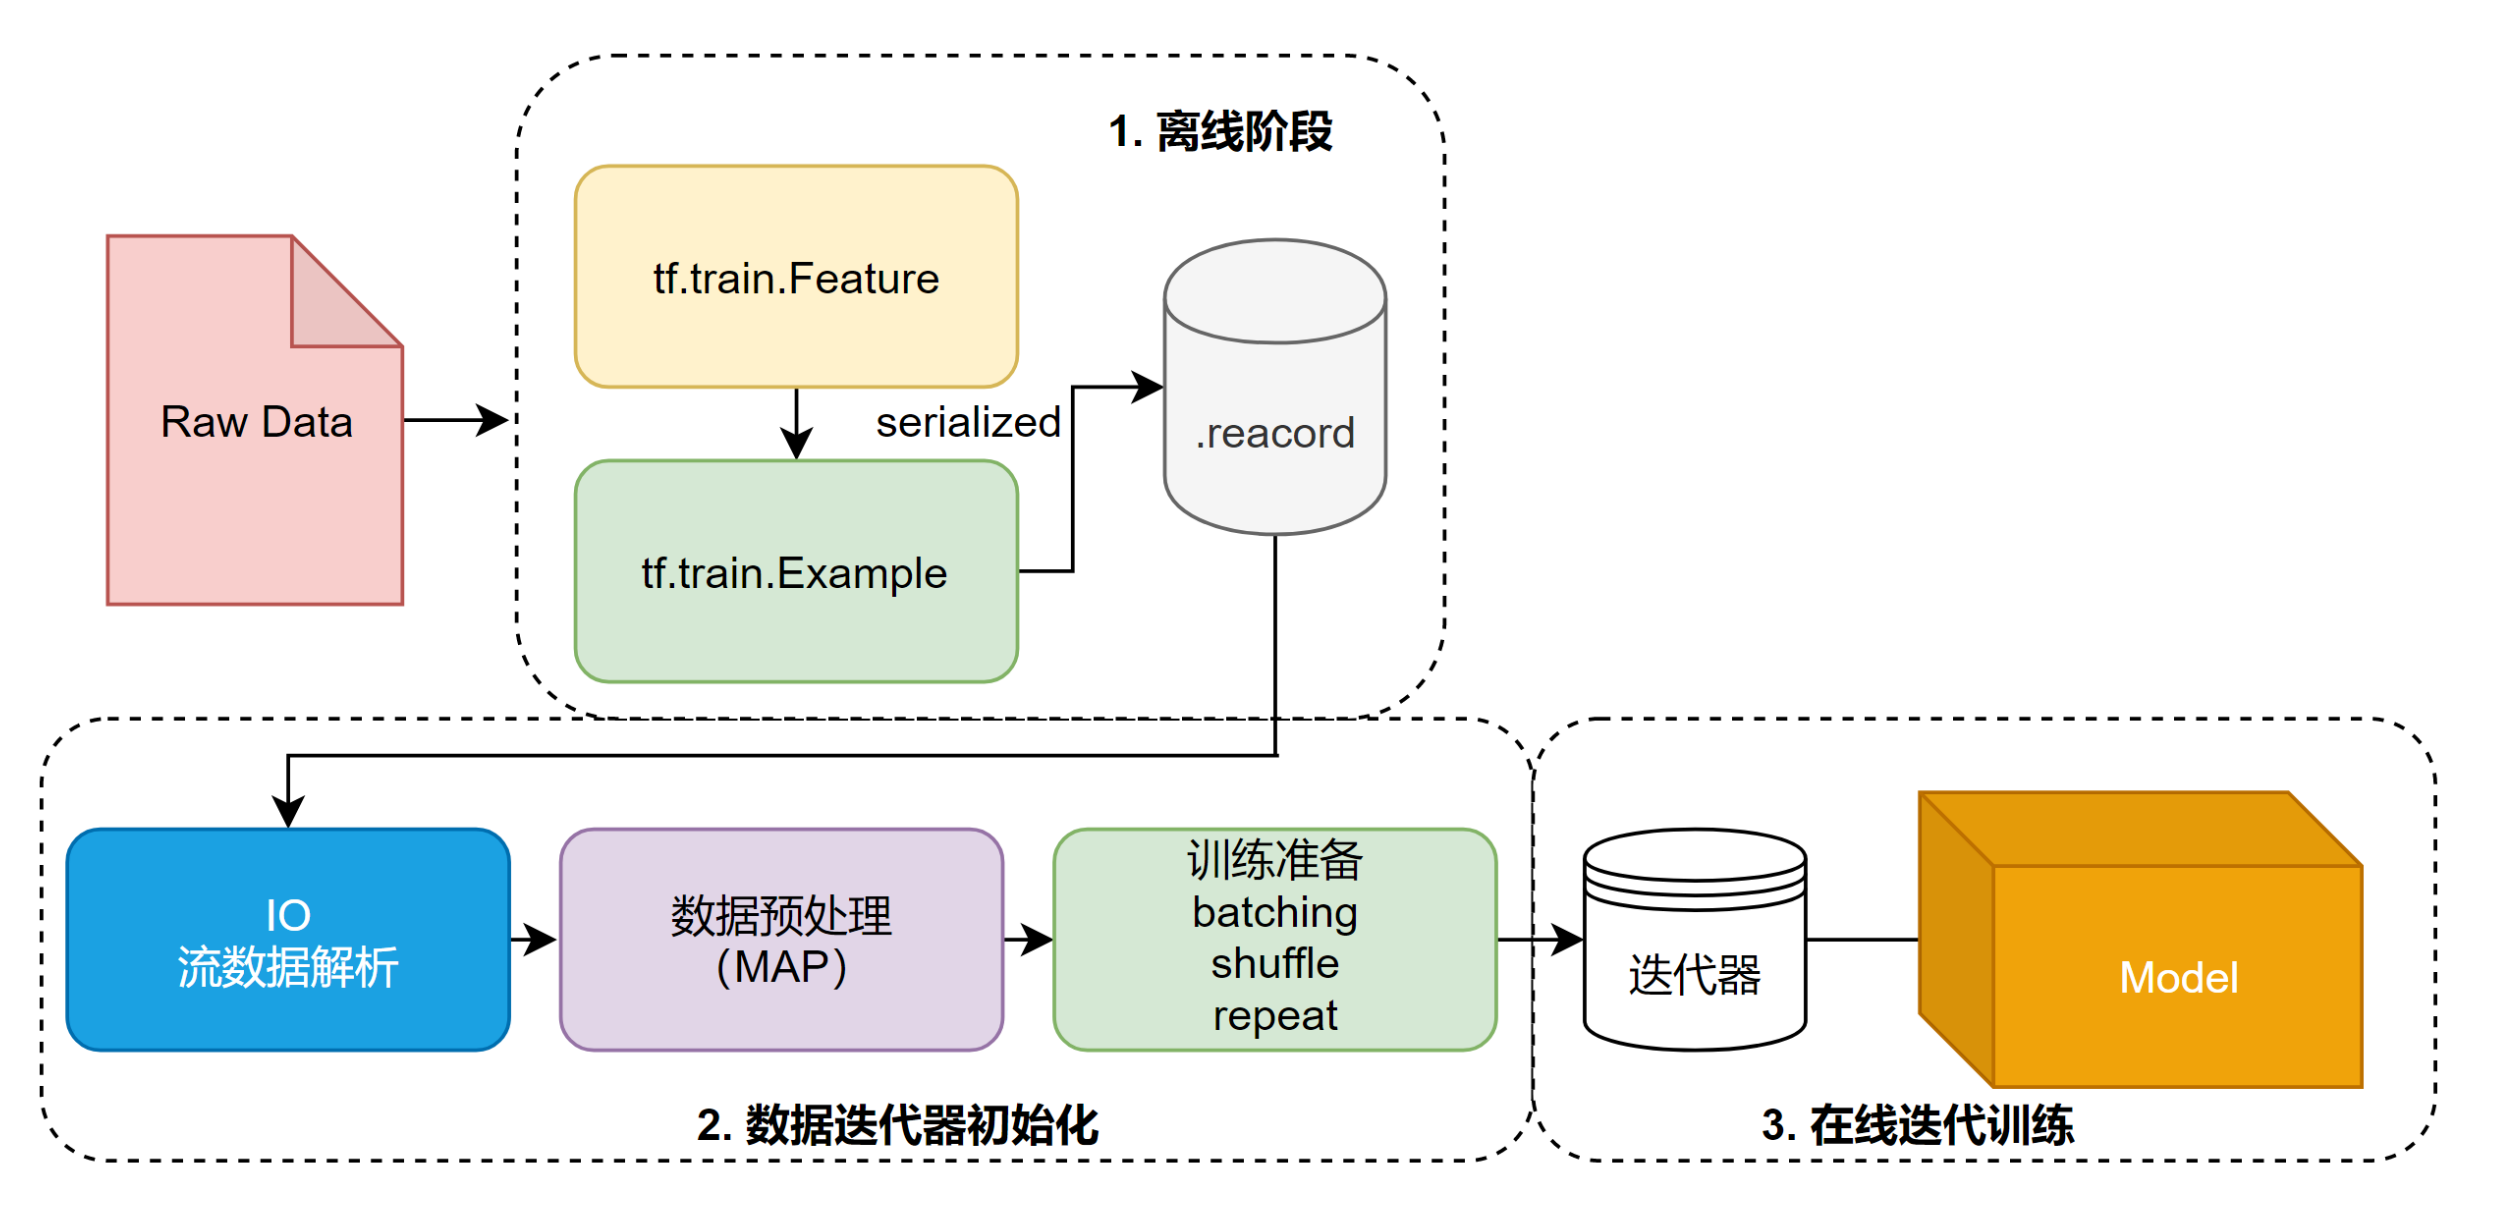 1. 离线阶段
tf.train.Feature
Raw Data
serialized
.reacord
tf.train.Example
IO
流数据解析
数据预处理
（MAP）
训练准备
batching
shuffle
repeat
迭代器
Model
2. 数据迭代器初始化
3. 在线迭代训练